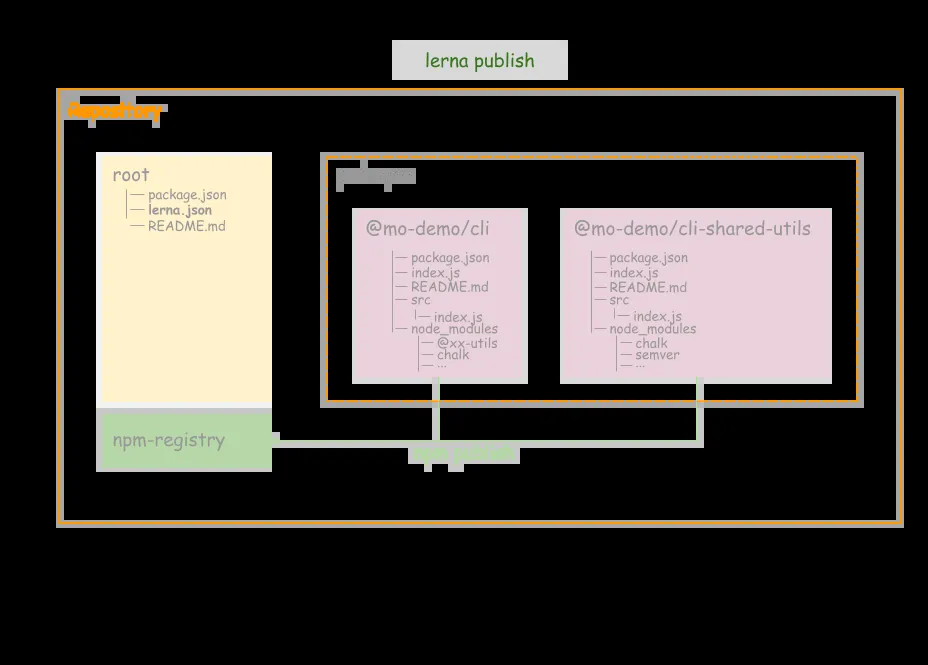 lerna publish
Repository
root
package.json
lerna.json
README.md
@mo-demo/cli
package.json
index.js
README.md
src
index.js
node_modules
@xx-utils
chalk
...
@mo-demo/cli-shared-utils
package.json
index.js
README.md
src
index.js
node_modules
chalk
semver
...
npm-registry
npm publish